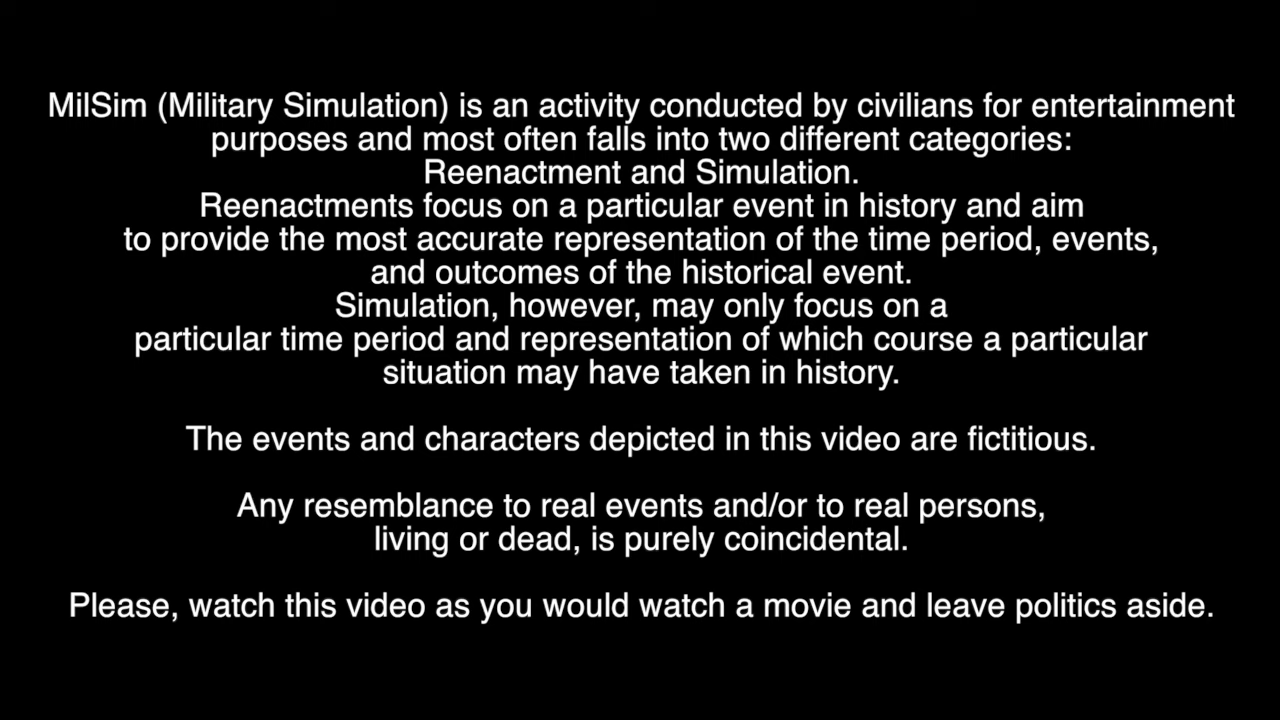 MilSim (Military Simulation) is an activity conducted by civilians for entertainment
purposes and most often falls into two different categories:
Reenactment and Simulation.
Reenactments focus on a particular event in history and aim
to provide the most accurate representation of the time period, events,
and outcomes of the historical event.
Simulation, however, may only focus on a
particular time period and representation of which course a particular
situation may have taken in history.
The events and characters depicted in this video are fictitious.
Any resemblance to real events and/or to real persons,
living or dead, is purely coincidental.
Please, watch this video as you would watch a movie and leave politics aside.